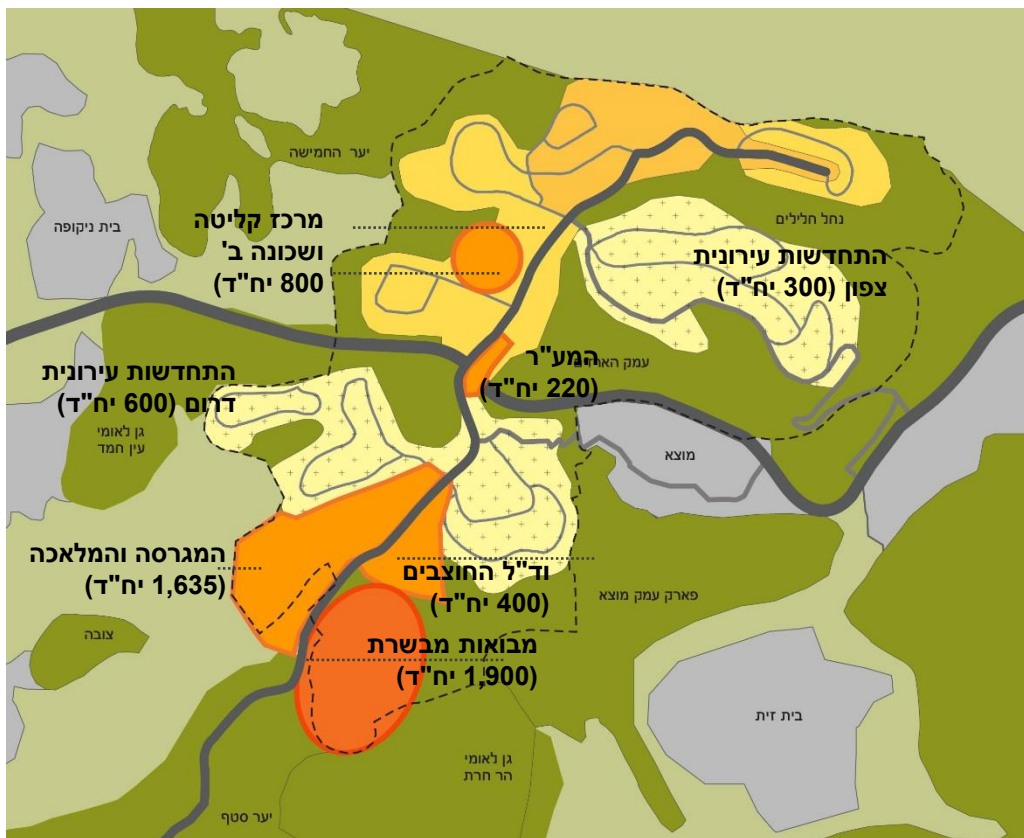 יער החמישה
בית ניקופה
נחל חלילים
מרכז קליטה
ושכונה ב'
800 יח"ד)
התחדשות עירונית
צפון (300 יח"ד)
המע"ר
(220 יח"ד)
עמק הארזים
התחדשות עירונית
דרום (600 יח"ד)
גן לאומי
עין חמד
מוצא
המגרסה והמלאכה
(1,635 יח"ד)
וד"ל החוצבים
(400 יח"ד)
פארק עמק מוצא
צובה
מבואות מבשרת
(1,900 יח"ד)
בית זית
גן לאומי
הר חרת
יער סטף